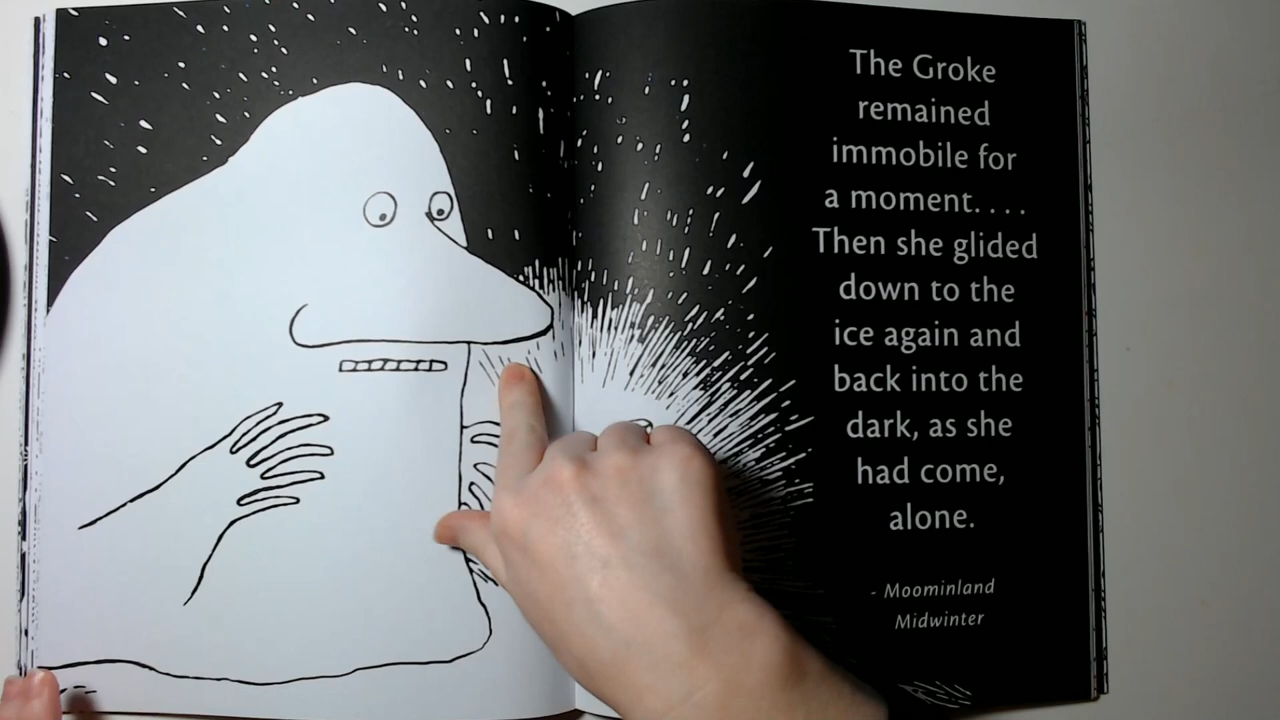 The Groke
remained
immobile for
a moment....
Then she glided
down to the
ice again and
back into the
dark, as she
had come,
alone.
- Moominland
Midwinter